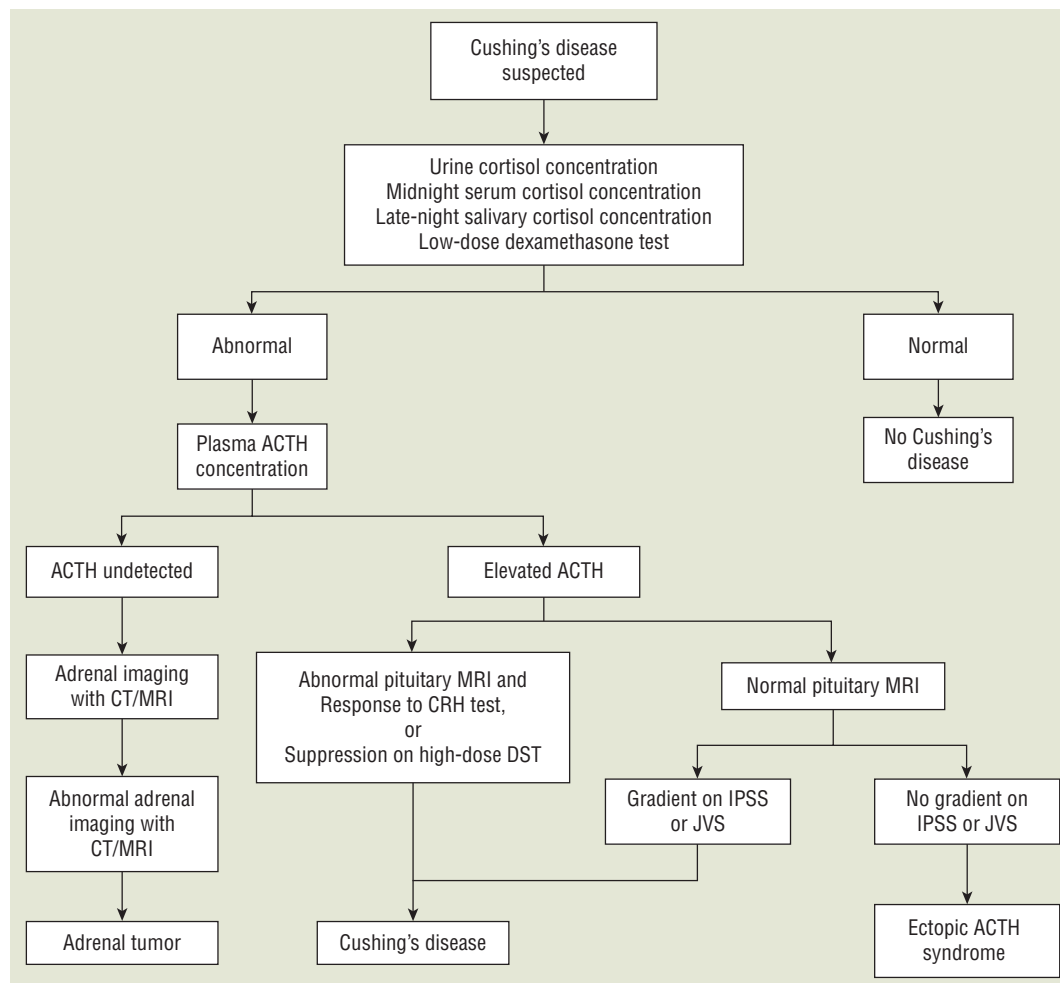 Cushing's disease
suspected
Urine cortisol concentration
Midnight serum cortisol concentration
Late-night salivary cortisol concentration
Low-dose dexamethasone test
Abnormal
Normal
Plasma ACTH
concentration
No Cushing's
disease
ACTH undetected
Elevated ACTH
Adrenal imaging
with CT/MRI
Abnormal pituitary MRI and
Response to CRH test,
or
Suppression on high-dose DST
Normal pituitary MRI
Abnormal adrenal
imaging with
CT/MRI
Gradient on IPSS
or JVS
No gradient on
IPSS or JVS
Adrenal tumor
Cushing's disease
Ectopic ACTH
syndrome